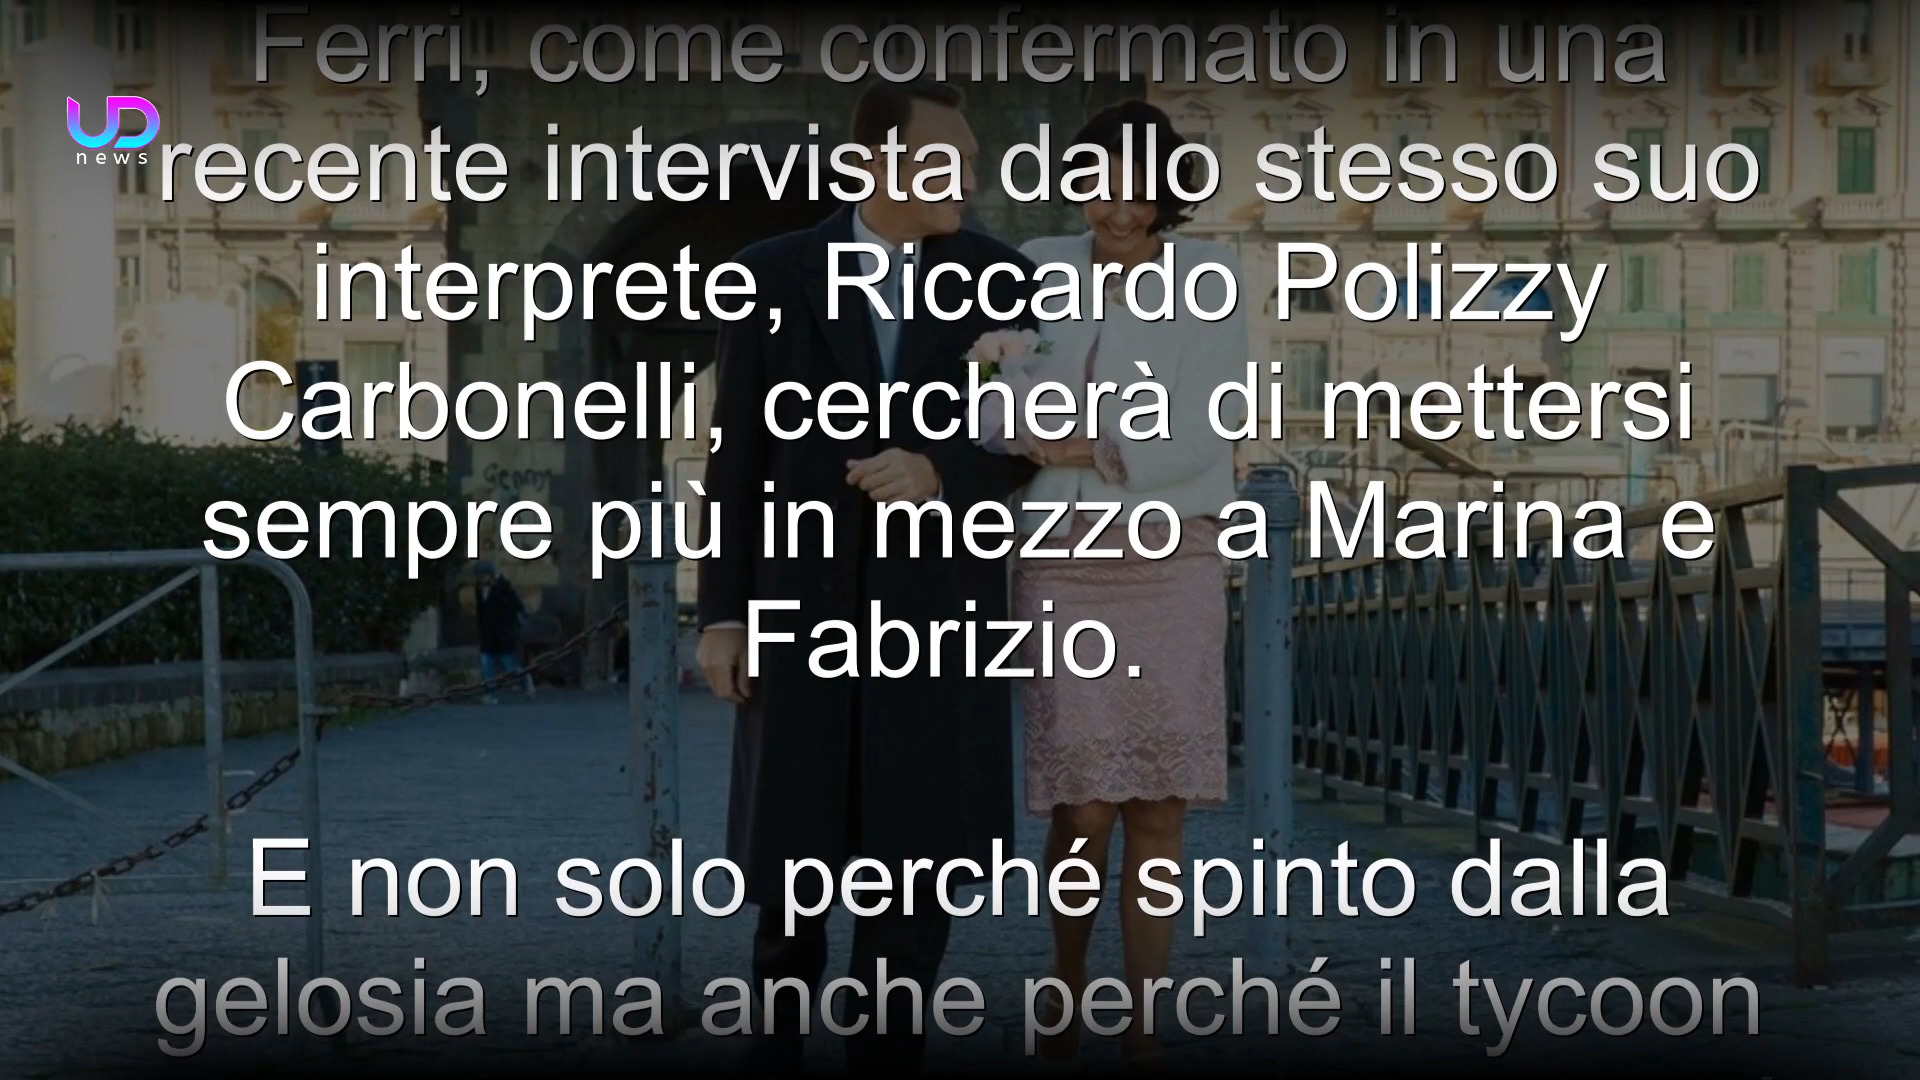 Ferri, come confermato in una
UD
news
recente intervista dallo stesso suo
interprete, Riccardo Polizzy
Carbonelli, cercherà di mettersi
sempre più in mezzo a Marina e
Fabrizio.
Genny
E non solo perché spinto dalla
gelosia ma anche perché il tycoon